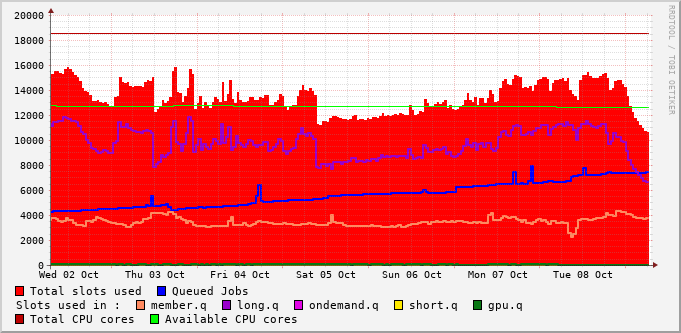 RRDTOOL / TOBI OETIKER
20000
18000
16000
14000
12000
10000
8000
6000
4000
2000
0
Wed 02 Oct Thu 03 Oct Fri 04 Oct Sat 05 Oct Sun 06 Oct Mon 07 Oct Tue 08 Oct
Total slots used Queued Jobs
Slots used in : member.q long.q ondemand.q short.q gpu.q
Total CPU cores Available CPU cores